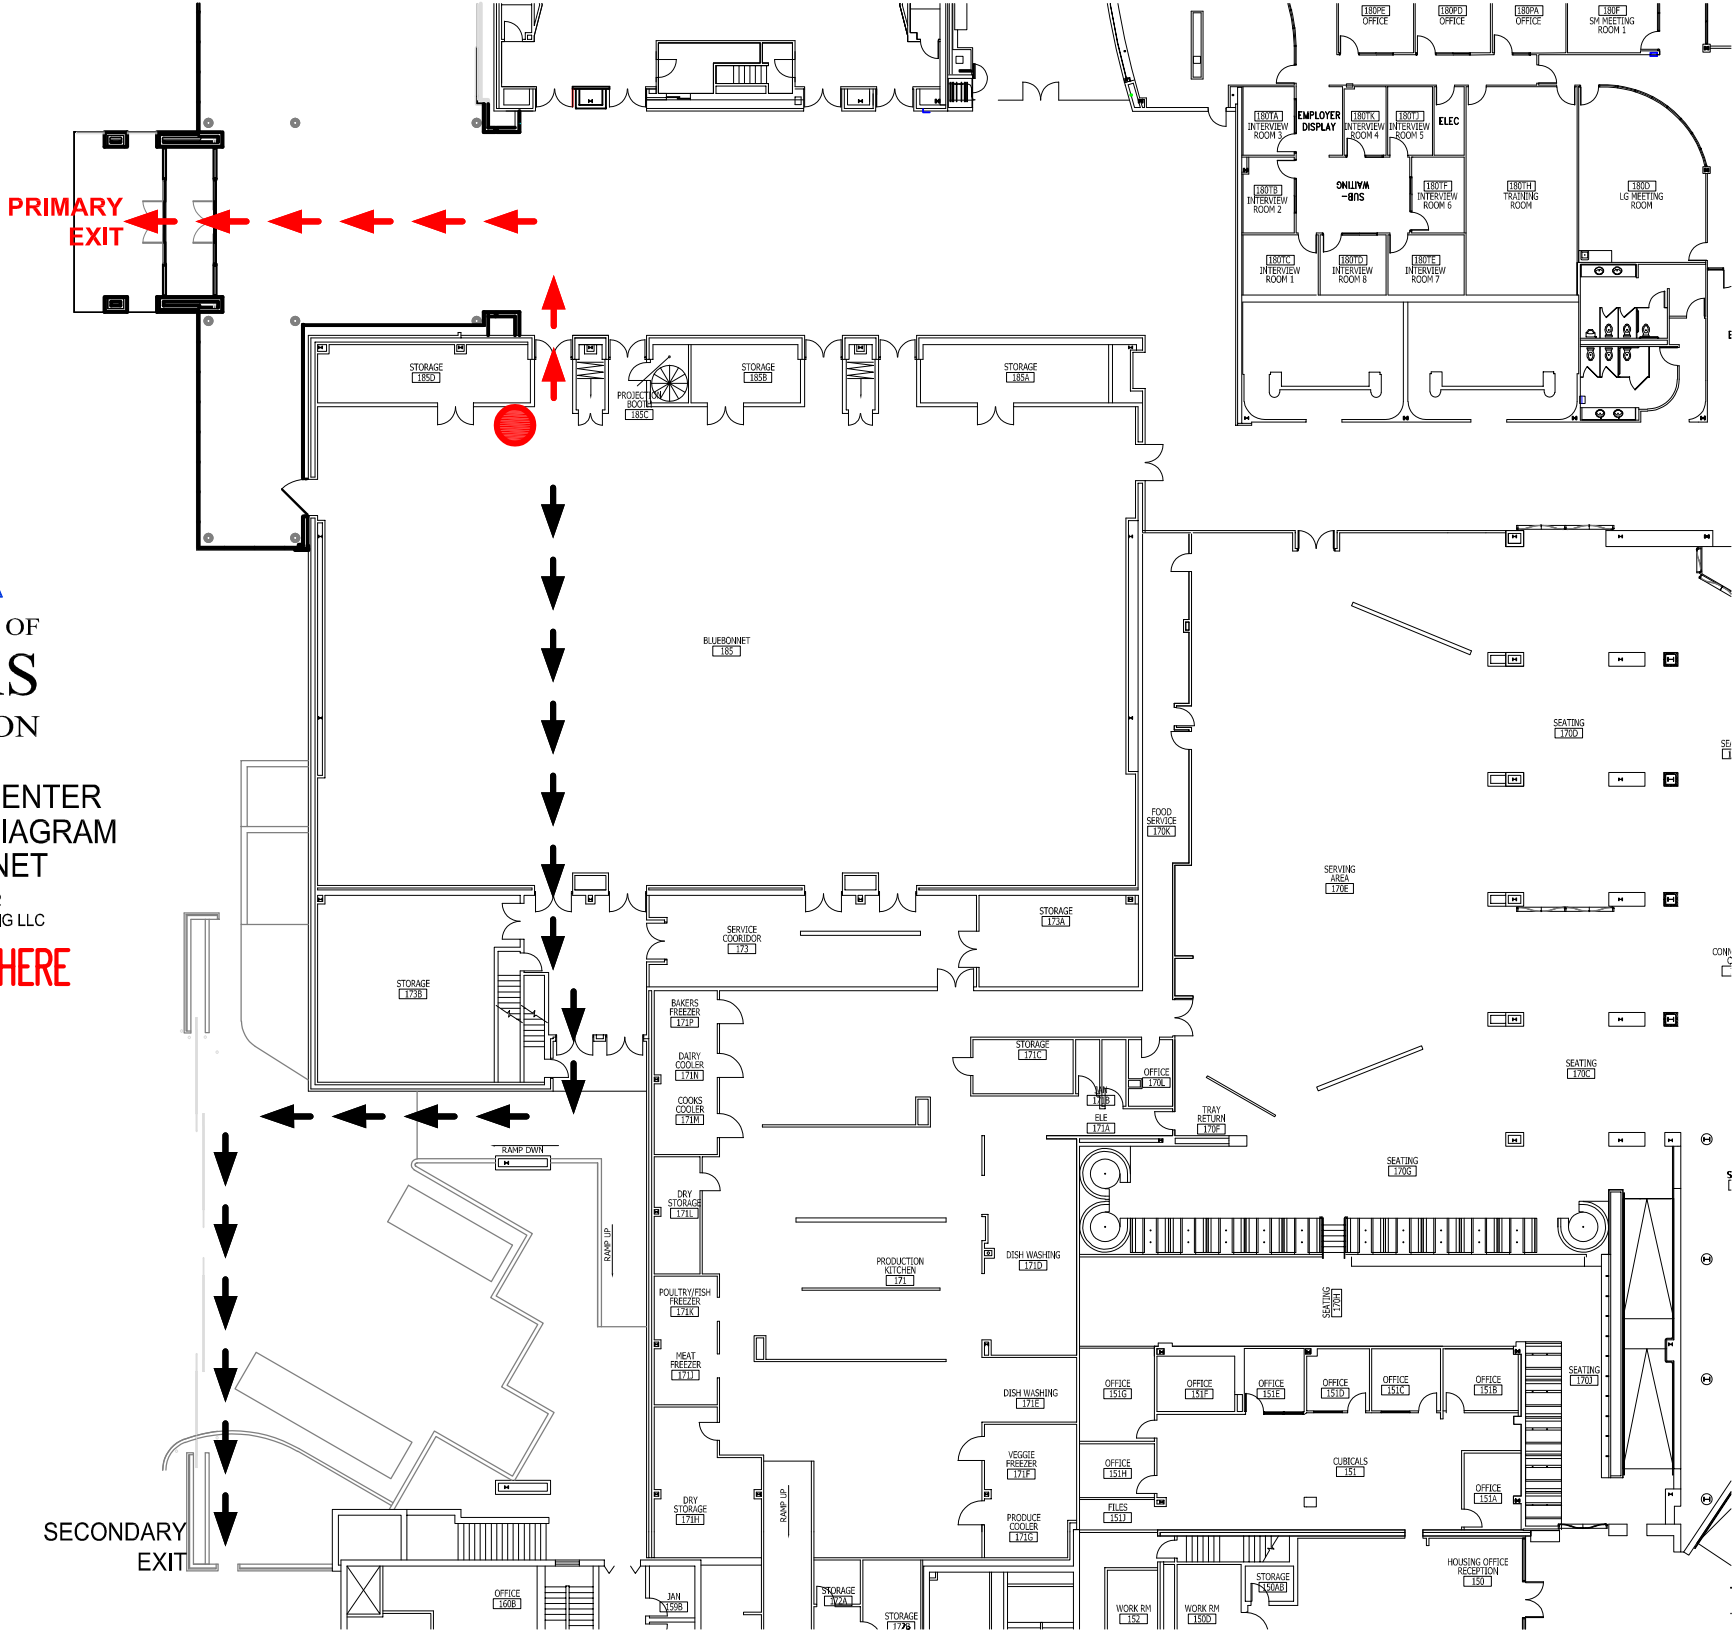 180PE
OFFICE
180PD
OFFICE
180PA
OFFICE
180F
SM MEETING
ROOM 1
180TA
INTERVIEW
ROOM 3
EMPLOYER
DISPLAY
180TK
INTERVIEW
ROOM 4
180TJ
INTERVIEW
ROOM 5
ELEC
180TB
INTERVIEW
ROOM 2
SUB-
WAITING
180TF
INTERVIEW
ROOM 6
180TH
TRAINING
ROOM
180D
LG MEETING
ROOM
180TC
INTERVIEW
ROOM 1
180TD
INTERVIEW
ROOM 8
180TE
INTERVIEW
ROOM 7
PRIMARY
EXIT
STORAGE
185D
PROJECTION
BOOTH
185C
STORAGE
185B
STORAGE
185A
OF
BLUEBONNET
185
SEATING
170D
ENTER
IAGRAM
NET
G LLC
HERE
FOOD
SERVICE
170K
SERVING
AREA
170E
STORAGE
173B
SERVICE
COORIDOR
173
STORAGE
173A
BAKERS
FREEZER
171P
DAIRY
COOLER
171N
COOKS
COOLER
171M
STORAGE
171C
OFFICE
170L
JAN
171B
ELE
171A
TRAY
RETURN
170F
SEATING
170C
SEATING
170G
RAMP DWN
RAMP UP
DRY
STORAGE
171L
PRODUCTION
KITCHEN
171
DISH WASHING
171D
POULTRY/FISH
FREEZER
171K
SEATING
170H
MEAT
FREEZER
171J
DISH WASHING
171E
OFFICE
151G
OFFICE
151F
OFFICE
151E
OFFICE
151D
OFFICE
151C
OFFICE
151B
SEATING
170J
VEGGIE
FREEZER
171F
OFFICE
151H
CUBICALS
151
OFFICE
151A
DRY
STORAGE
171H
RAMP UP
PRODUCE
COOLER
171G
FILES
151J
SECONDARY
EXIT
OFFICE
160B
JAN
159B
STORAGE
172A
STORAGE
WORK RM
152
WORK RM
150D
STORAGE
150AB
HOUSING OFFICE
RECEPTION
150